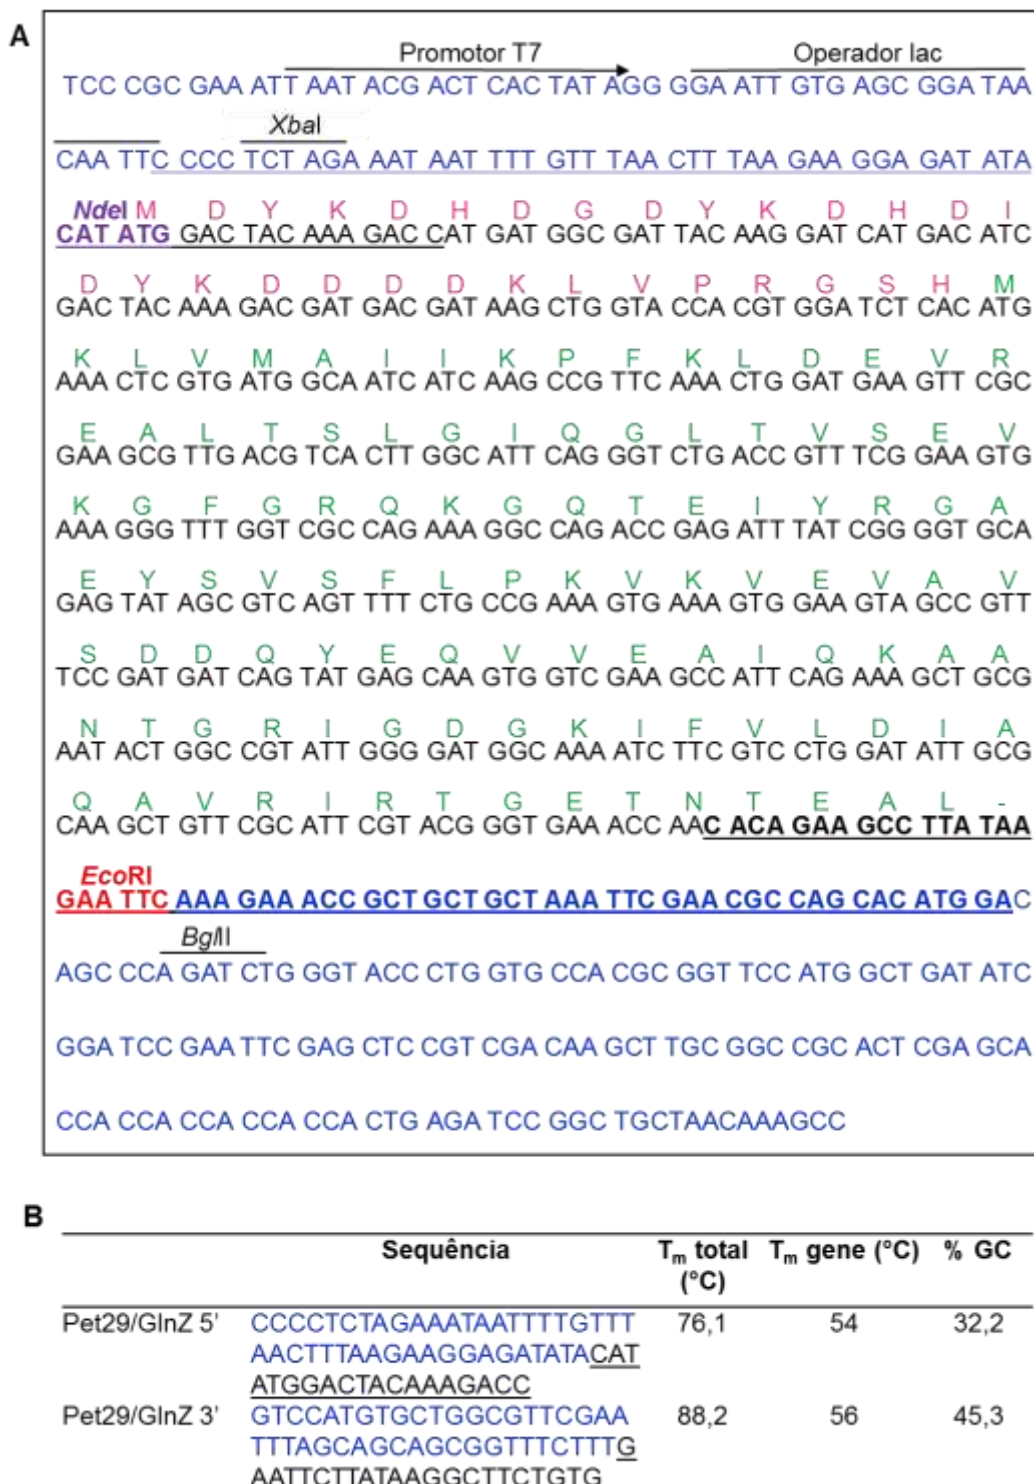 A
Promotor T7 Operador lac
TCC CGC GAA ATT AAT ACG ACT CAC TAT AGG GGA ATT GTG AGC GGA TAA
XbaI
CAA TTC CCC TCT AGA AAT AAT TTT GTT TAA CTT TAA GAA GGA GAT ATA
NdeI M D Y K D H D G D Y K D H D I
CAT ATG GAC TAC AAA GAC CAT GAT GGC GAT TAC AAG GAT CAT GAC ATC
D Y K D D D D K L V P R G S H M
GAC TAC AAA GAC GAT GAC GAT AAG CTG GTA CCA CGT GGA TCT CAC ATG
K L V M A I I K P F K L D E V R
AAA CTC GTG ATG GCA ATC ATC AAG CCG TTC AAA CTG GAT GAA GTT CGC
E A L T S L G I Q G L T V S E V
GAA GCG TTG ACG TCA CTT GGC ATT CAG GGT CTG ACC GTT TCG GAA GTG
K G F G R Q K G Q T E I Y R G A
AAA GGG TTT GGT CGC CAG AAA GGC CAG ACC GAG ATT TAT CGG GGT GCA
E Y S V S F L P K V K V E V A V
GAG TAT AGC GTC AGT TTT CTG CCG AAA GTG AAA GTG GAA GTA GCC GTT
S D D Q Y E Q V V E A I Q K A A
TCC GAT GAT CAG TAT GAG CAA GTG GTC GAA GCC ATT CAG AAA GCT GCG
N T G R I G D G K I F V L D I A
AAT ACT GGC CGT ATT GGG GAT GGC AAA ATC TTC GTC CTG GAT ATT GCG
Q A V R I R T G E T N T E A L -
CAA GCT GTT CGC ATT CGT ACG GGT GAA ACC AAC ACA GAA GCC TTA TAA
EcoRI
GAA TTC AAA GAA ACC GCT GCT GCT AAA TTC GAA CGC CAG CAC ATG GAC
BglII
AGC CCA GAT CTG GGT ACC CTG GTG CCA CGC GGT TCC ATG GCT GAT ATC
GGA TCC GAA TTC GAG CTC CGT CGA CAA GCT TGC GGC CGC ACT CGA GCA
CCA CCA CCA CCA CCA CTG AGA TCC GGC TGCTAACAAAGCC
B
Sequência Tm total (°C) Tm gene (°C) % GC
Pet29/GlnZ 5' CCCCTCTAGAAATAATTTTGTTT 76,1 54 32,2
AACTTTAAGAAGGAGATATACAT
ATGGACTACAAAGACC
Pet29/GlnZ 3' GTCCATGTGCTGGCGTTCGAA 88,2 56 45,3
TTTAGCAGCAGCGGTTTCTTTG
AATTCTTATAAGGCTTCTGTG